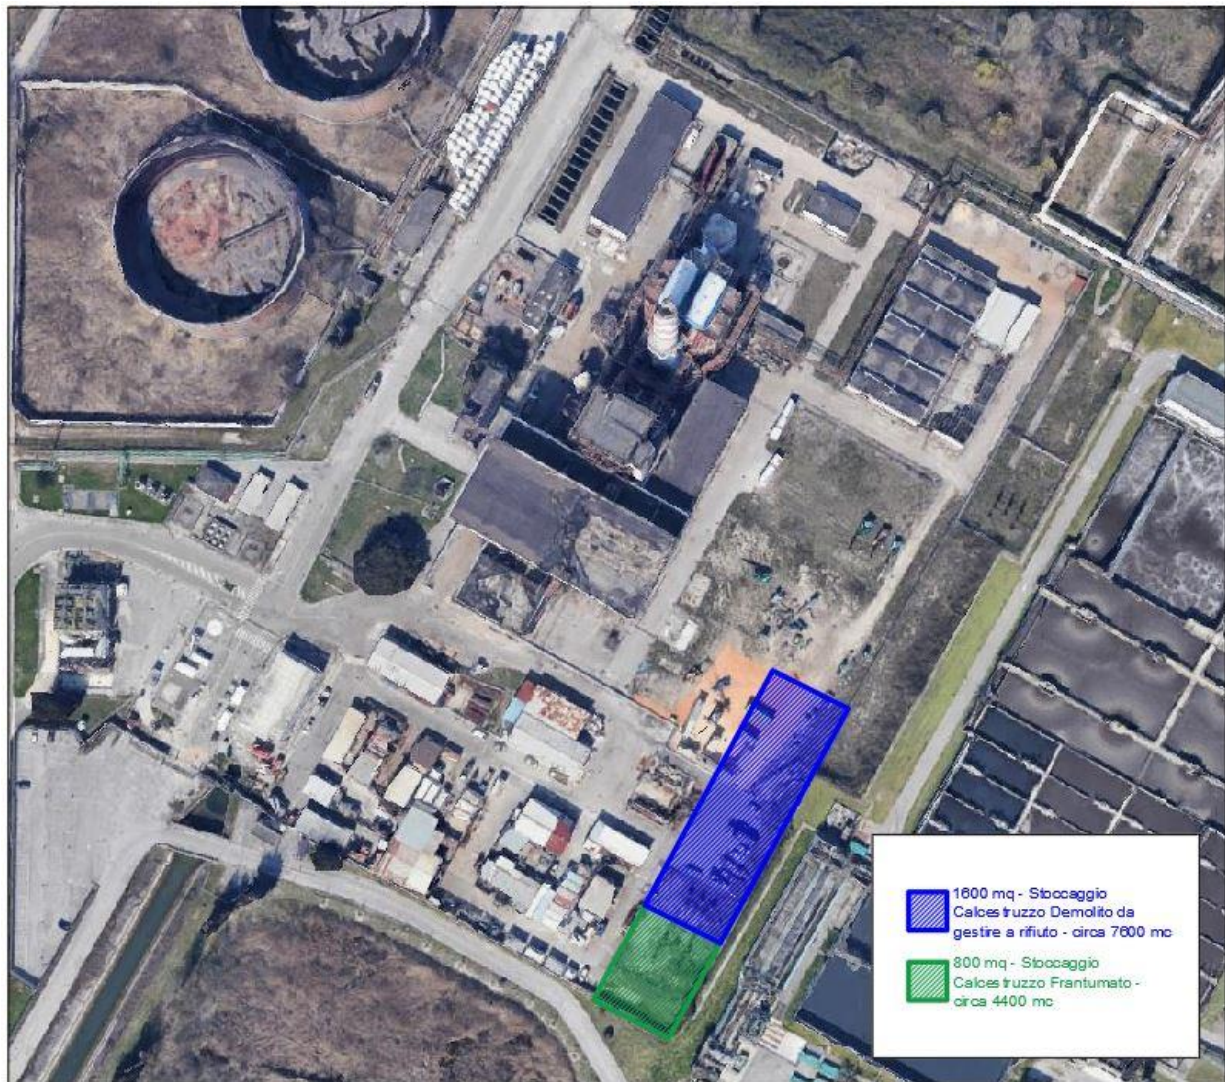 1600 mq - Stoccaggio
Calcestruzzo Demolito da
gestire a rifiuto - circa 7600 mc
800 mq - Stoccaggio
Calcestruzzo Frantumato -
circa 4400 mc